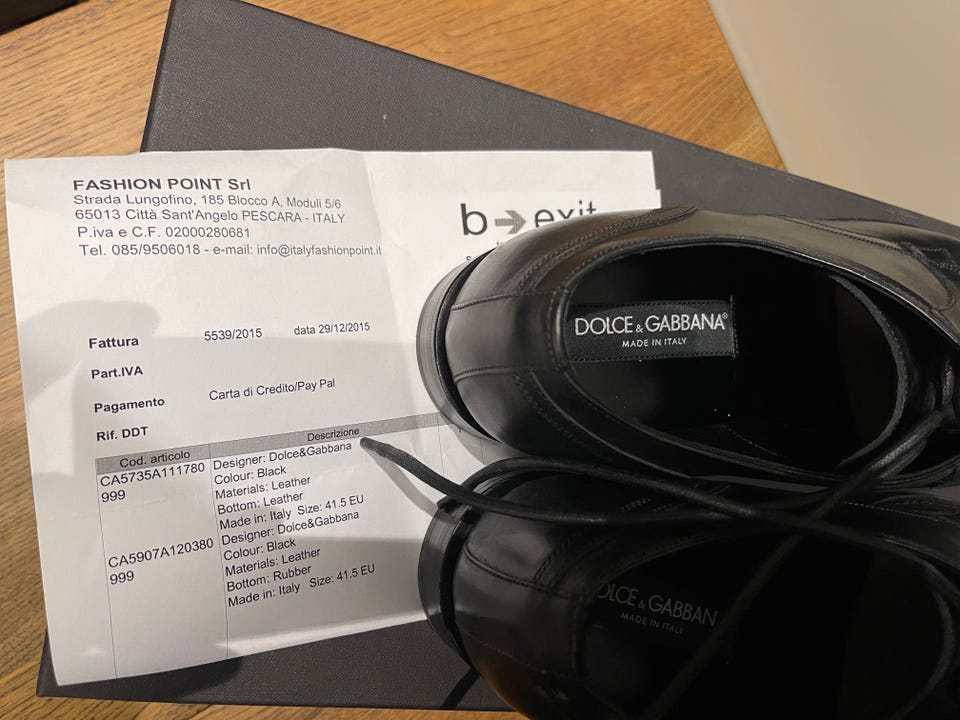 FASHION POINT Srl
Strada Lungofino, 185 Blocco A, Moduli 5/6
65013 Città Sant'Angelo PESCARA - ITALY
P.iva e C.F. 02000280681
Tel. 085/9506018 - e-mail: info@italyfashionpoint.it
b → exit
Fattura 5539/2015 data 29/12/2015
Part.IVA
Pagamento Carta di Credito/Pay Pal
Rif. DDT
Cod. articolo Descrizione
CA5735A111780 Designer: Dolce&Gabbana
999 Colour: Black
Materials: Leather
Bottom: Leather
Made in: Italy Size: 41.5 EU
CA5907A120380 Designer: Dolce&Gabbana
999 Colour: Black
Materials: Leather
Bottom: Rubber
Made in: Italy Size: 41.5 EU
DOLCE & GABBANA®
MADE IN ITALY
OLCE & GABBAN
MADE IN ITALY